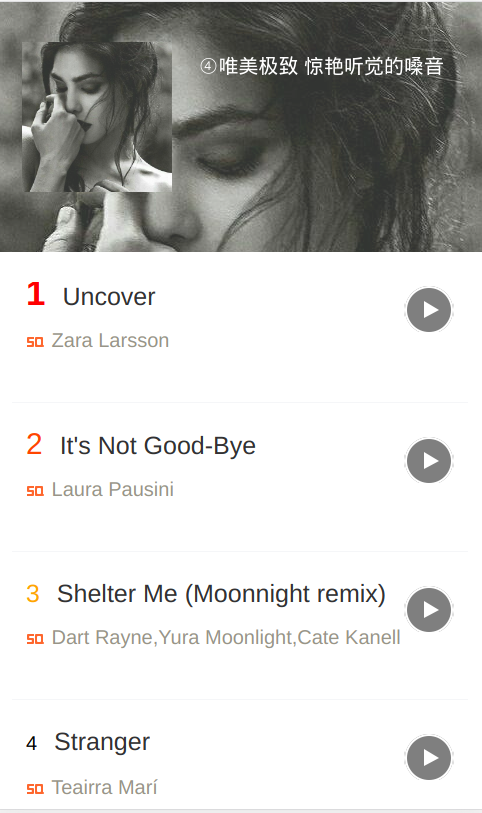 ④唯美极致 惊艳听觉的嗓音
1 Uncover
SQ Zara Larsson
2 It's Not Good-Bye
SQ Laura Pausini
3 Shelter Me (Moonnight remix)
SQ Dart Rayne,Yura Moonlight,Cate Kanell
4 Stranger
SQ Teairra Marí